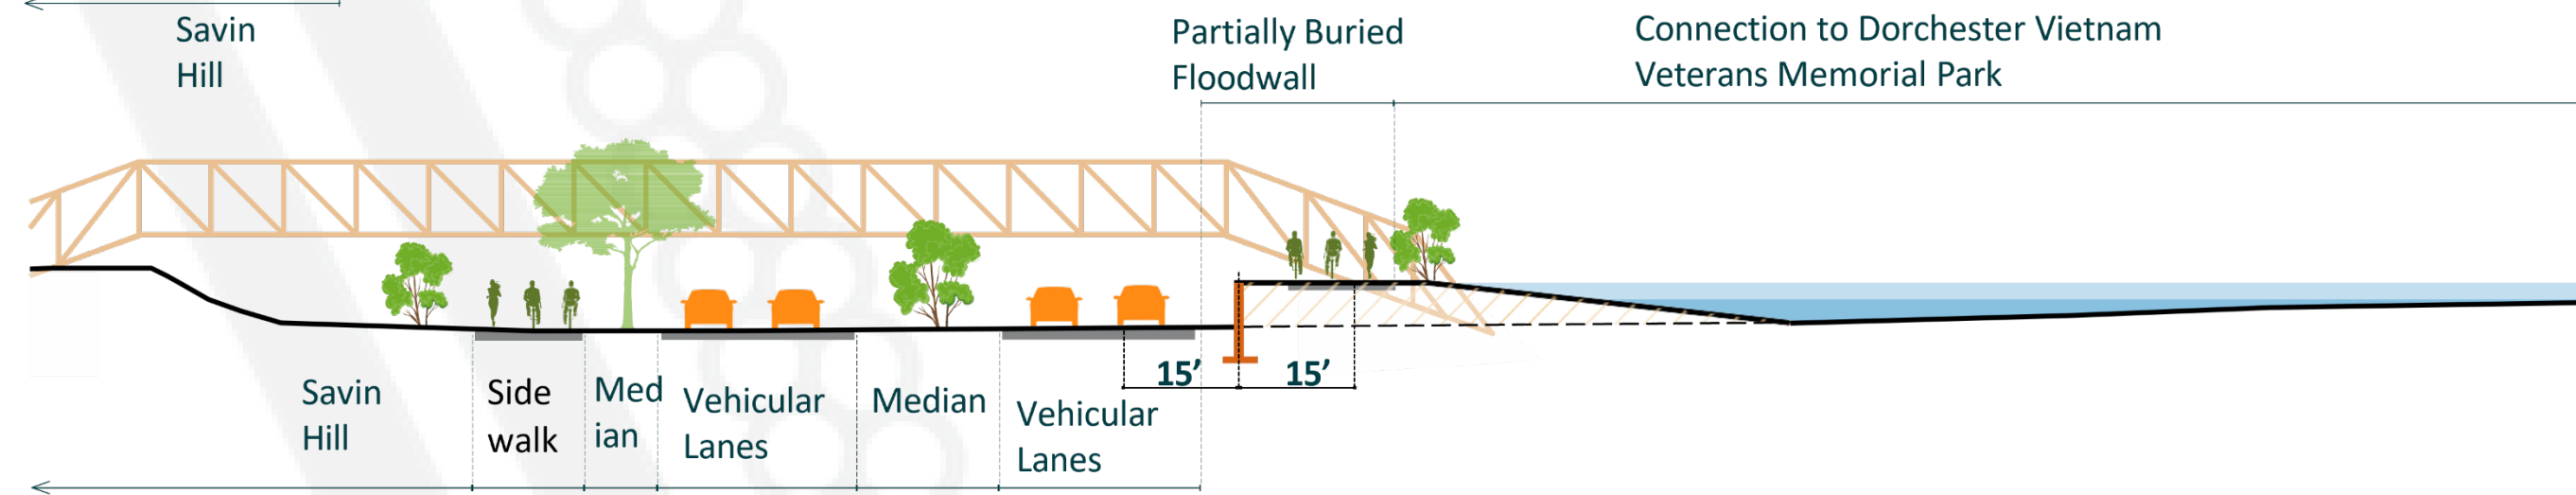 Savin
Hill
Partially Buried
Floodwall
Connection to Dorchester Vietnam
Veterans Memorial Park
15’
15’
Savin
Hill
Side
walk
Med
ian
Vehicular
Lanes
Median
Vehicular
Lanes